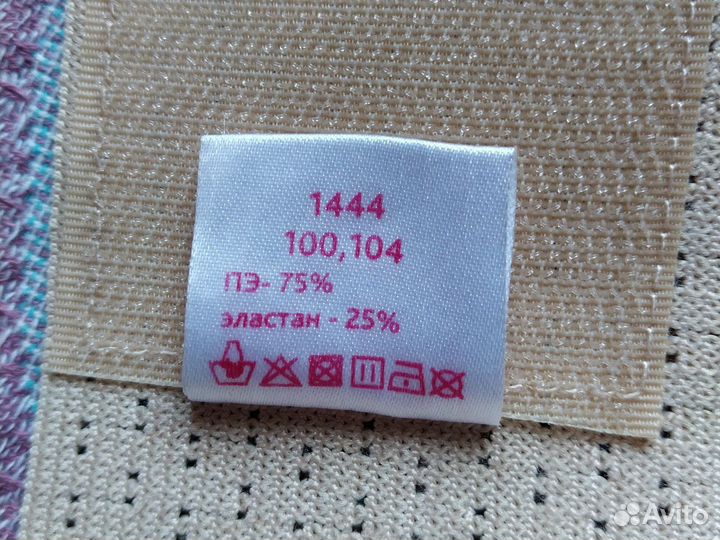 1444
100,104
ПЭ- 75%
эластан - 25%
Avito